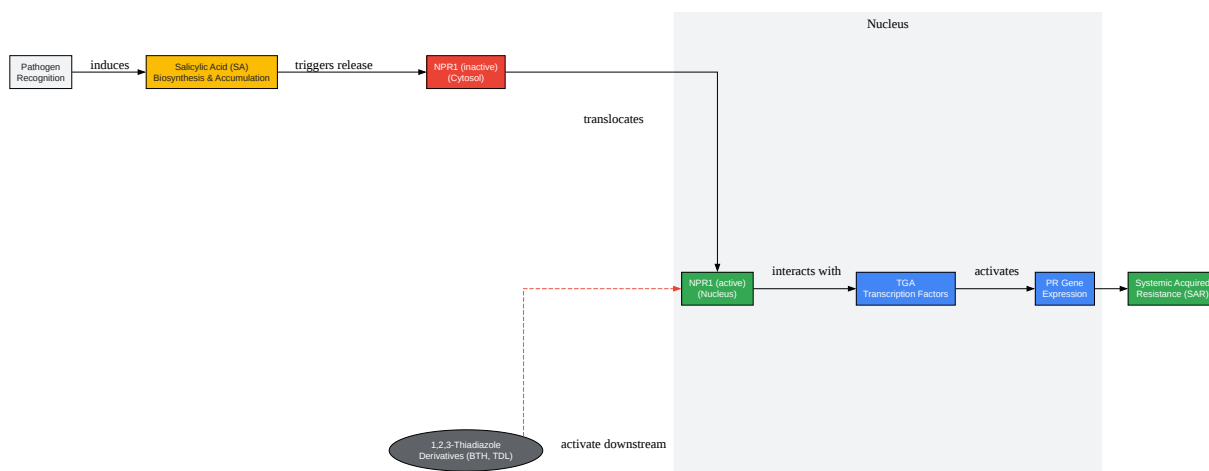 Nucleus
Pathogen
Recognition
induces
Salicylic Acid (SA)
Biosynthesis & Accumulation
triggers release
NPR1 (inactive)
(Cytosol)
translocates
NPR1 (active)
(Nucleus)
interacts with
TGA
Transcription Factors
activates
PR Gene
Expression
Systemic Acquired
Resistance (SAR)
1,2,3-Thiadiazole
Derivatives (BTH, TDL)
activate downstream